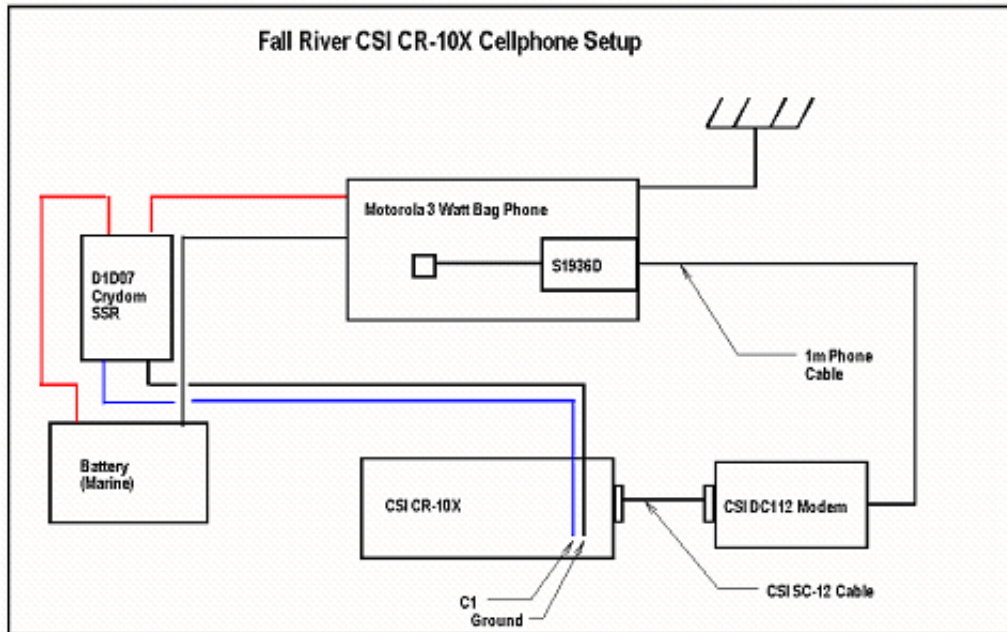 Fall River CSI CR-10X Cellphone Setup
Motorola 3 Watt Bag Phone
S1936D
D1D07
Crydom
SSR
1m Phone
Cable
Battery
(Marine)
CSI CR-10X
CSI DC112 Modem
C1
Ground
CSI SC-12 Cable